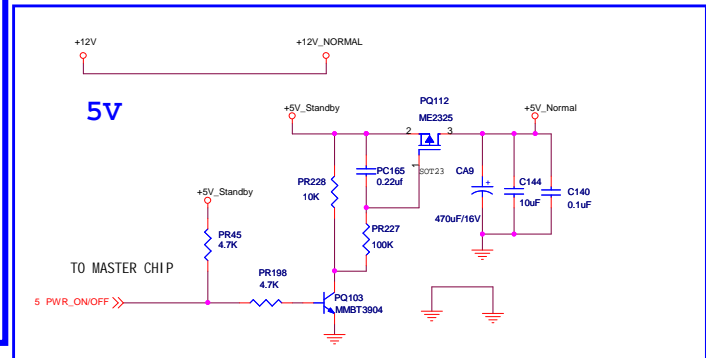 +12V
+12V_NORMAL
5V
+5V_Standby
PQ112
ME2325
+5V_Normal
2
3
1
SOT23
PC165
0.22uf
CA9
470uF/16V
C144
10uF
C140
0.1uF
PR228
10K
+5V_Standby
PR227
100K
PR45
4.7K
TO MASTER CHIP
PR198
4.7K
5 PWR_ON/OFF
PQ103
MMBT3904
+